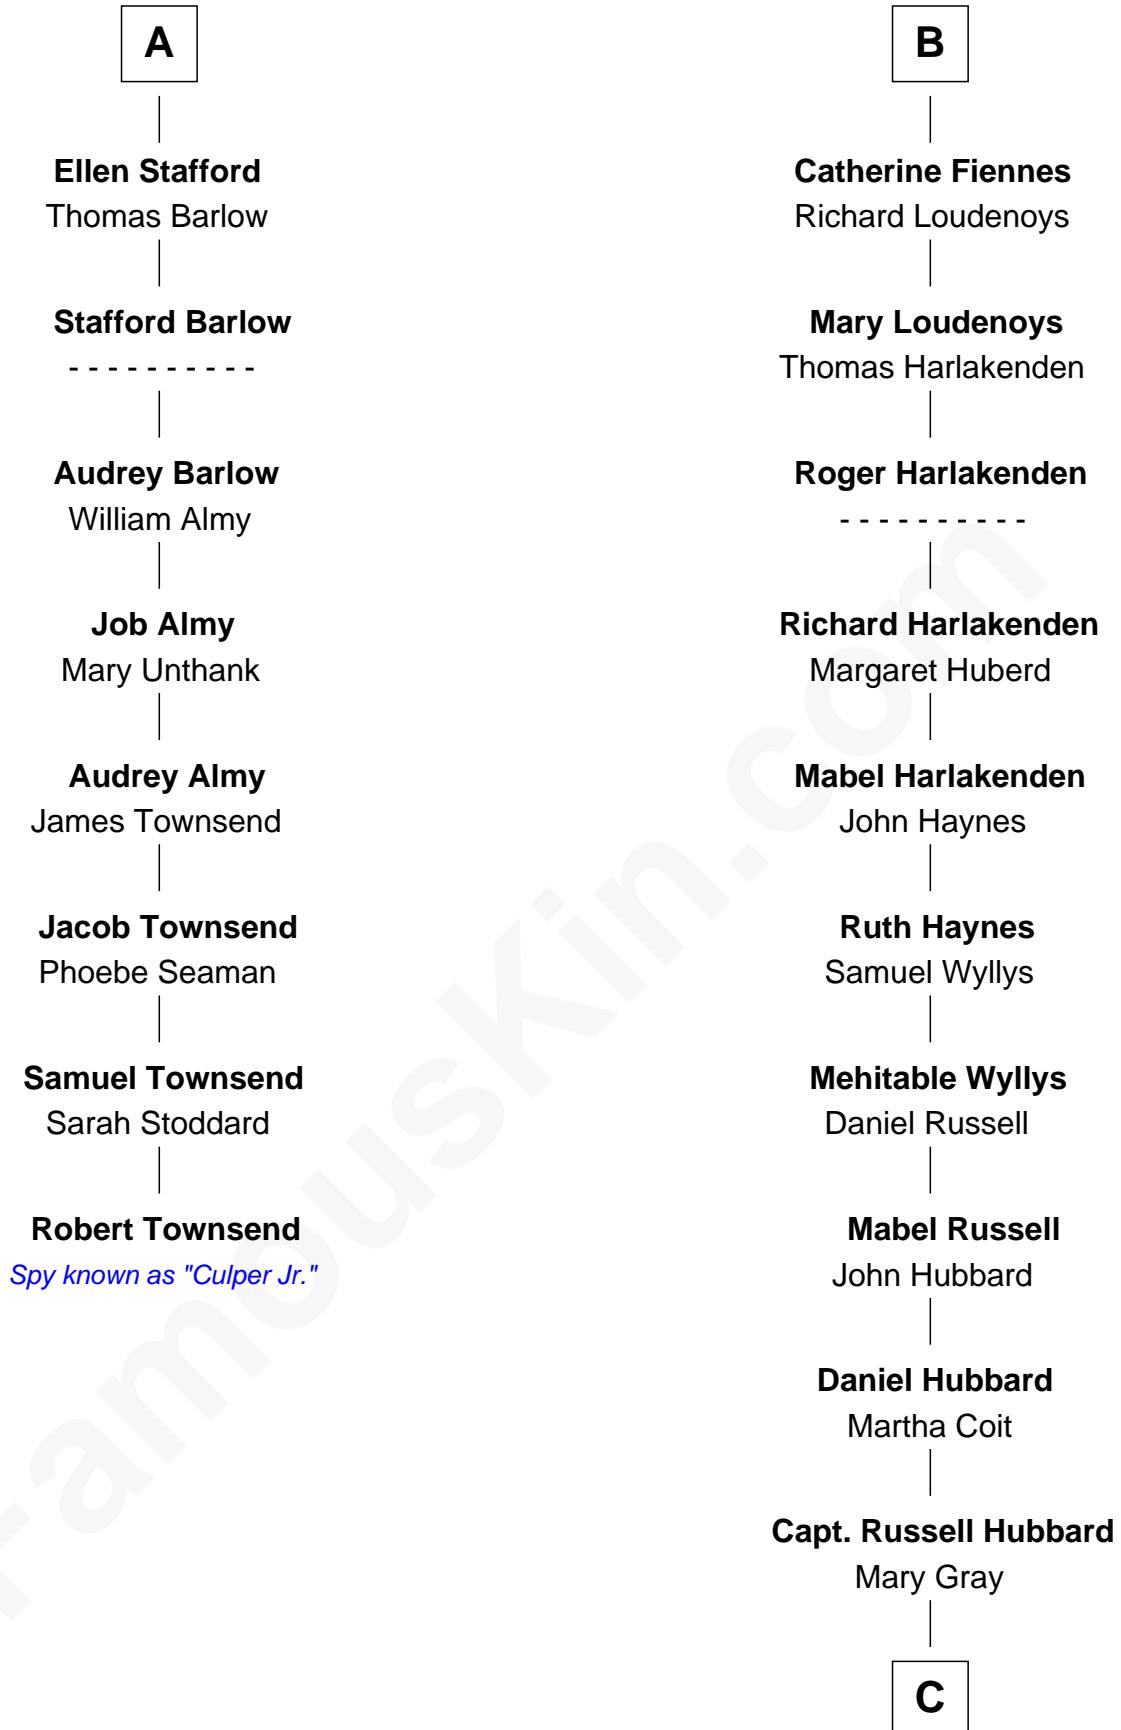 A
Ellen Stafford
Thomas Barlow
Stafford Barlow
- - - - - - - - - -
Audrey Barlow
William Almy
Job Almy
Mary Unthank
Audrey Almy
James Townsend
Jacob Townsend
Phoebe Seaman
Samuel Townsend
Sarah Stoddard
Robert Townsend
Spy known as "Culper Jr."
B
Catherine Fiennes
Richard Loudenoys
Mary Loudenoys
Thomas Harlakenden
Roger Harlakenden
- - - - - - - - - -
Richard Harlakenden
Margaret Huberd
Mabel Harlakenden
John Haynes
Ruth Haynes
Samuel Wyllys
Mehitable Wyllys
Daniel Russell
Mabel Russell
John Hubbard
Daniel Hubbard
Martha Coit
Capt. Russell Hubbard
Mary Gray
C
FamousKin.com